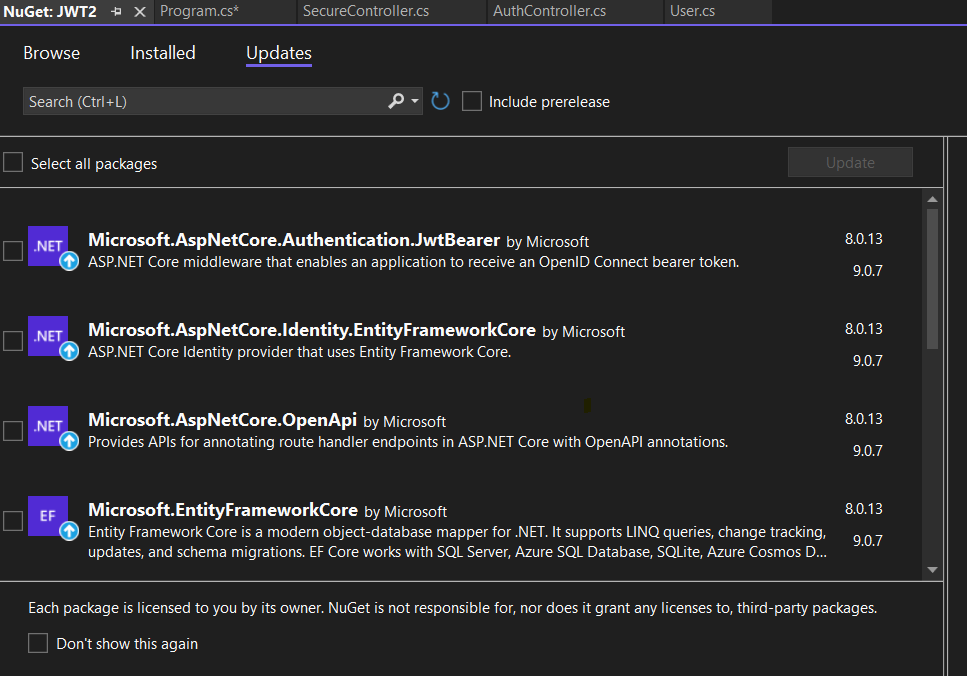 NuGet: JWT2 Program.cs* SecureController.cs AuthController.cs User.cs
Browse Installed Updates
Search (Ctrl+L) Include prerelease
Select all packages Update
.NET Microsoft.AspNetCore.Authentication.JwtBearer by Microsoft 8.0.13
ASP.NET Core middleware that enables an application to receive an OpenID Connect bearer token.
9.0.7
.NET Microsoft.AspNetCore.Identity.EntityFrameworkCore by Microsoft 8.0.13
ASP.NET Core Identity provider that uses Entity Framework Core.
9.0.7
.NET Microsoft.AspNetCore.OpenApi by Microsoft 8.0.13
Provides APIs for annotating route handler endpoints in ASP.NET Core with OpenAPI annotations.
9.0.7
EF Microsoft.EntityFrameworkCore by Microsoft 8.0.13
Entity Framework Core is a modern object-database mapper for .NET. It supports LINQ queries, change tracking,
9.0.7
updates, and schema migrations. EF Core works with SQL Server, Azure SQL Database, SQLite, Azure Cosmos D...
Each package is licensed to you by its owner. NuGet is not responsible for, nor does it grant any licenses to, third-party packages.
Don't show this again